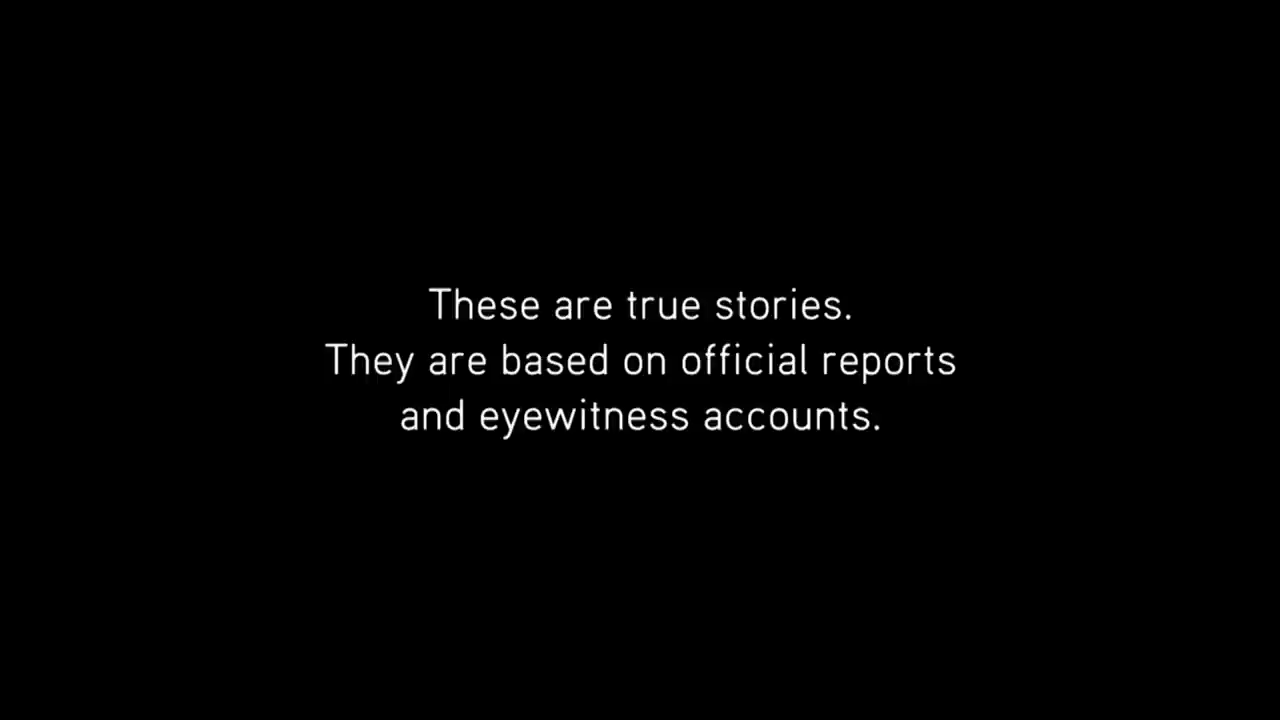 These are true stories.
They are based on official reports
and eyewitness accounts.